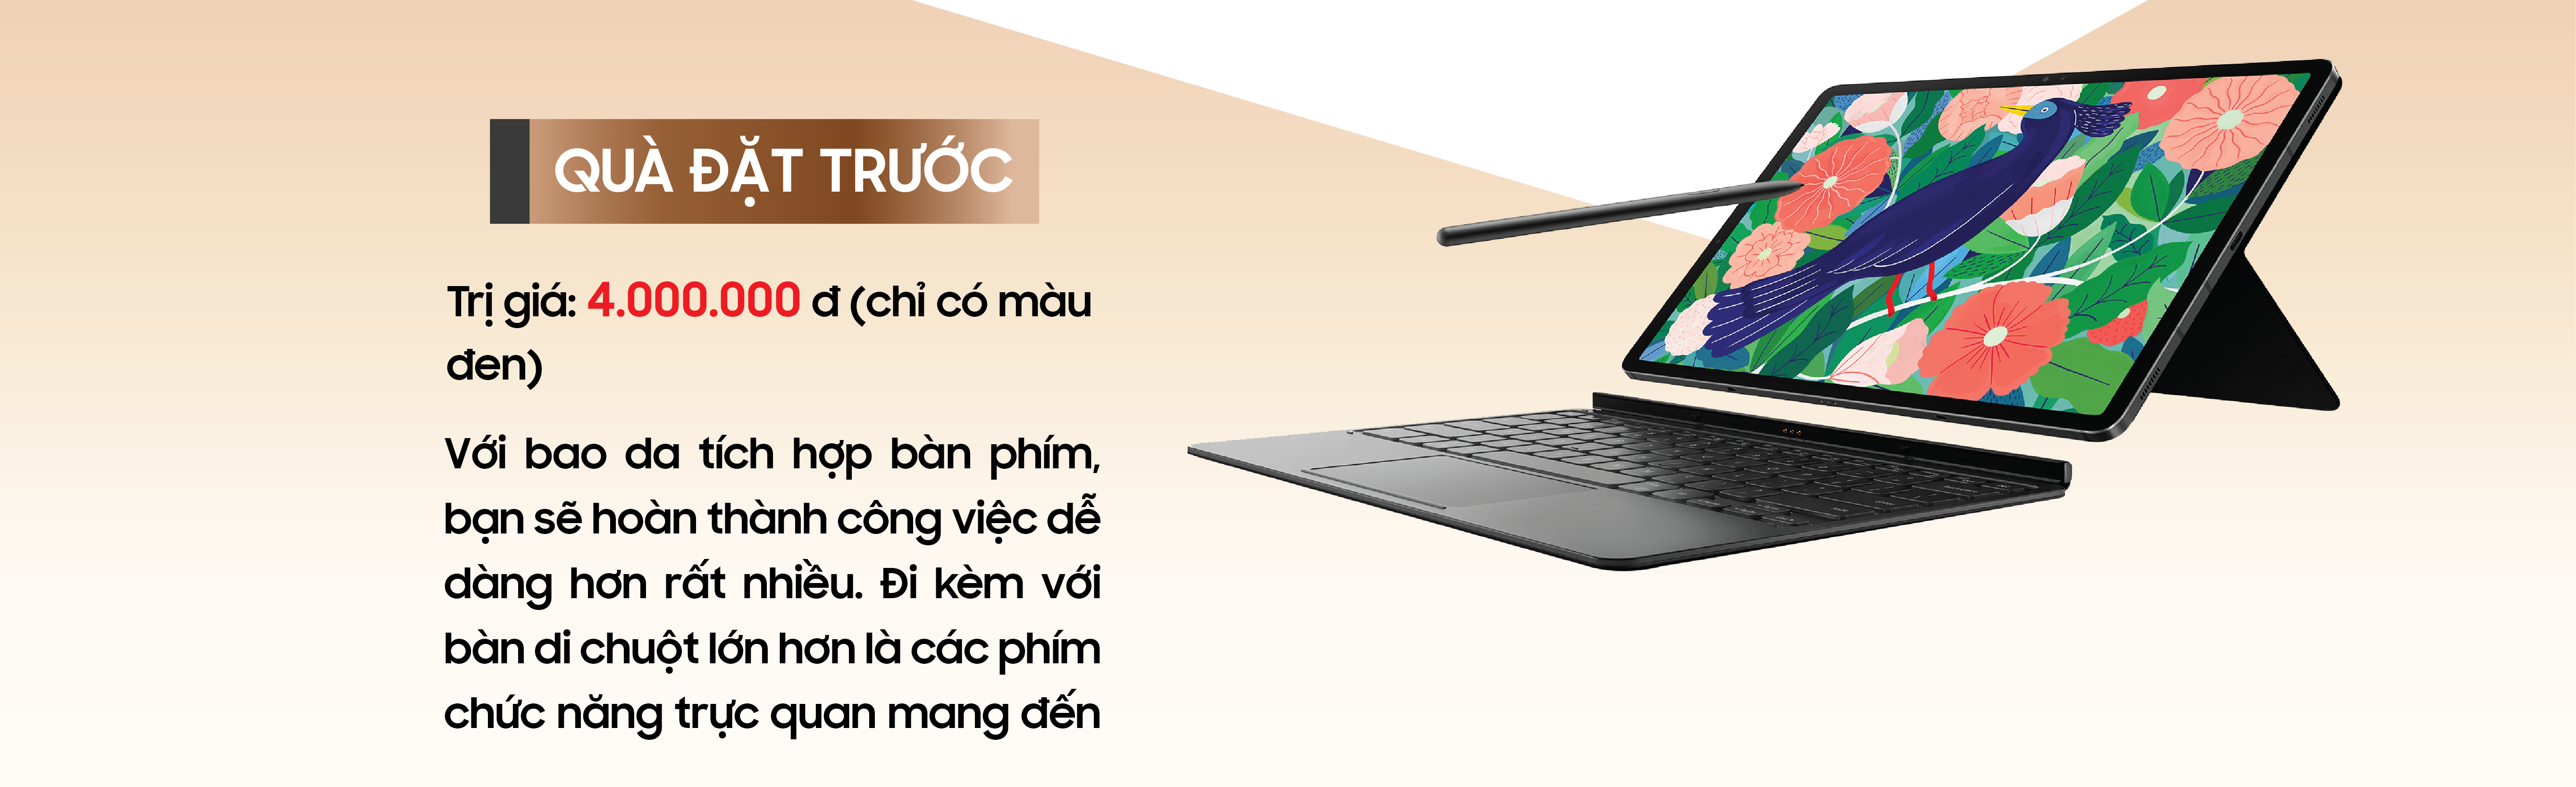 QUÀ ĐẶT TRƯỚC
Trị giá: 4.000.000 đ (chỉ có màu
đen)
Với bao da tích hợp bàn phím,
bạn sẽ hoàn thành công việc dễ
dàng hơn rất nhiều. Đi kèm với
bàn di chuột lớn hơn là các phím
chức năng trực quan mang đến